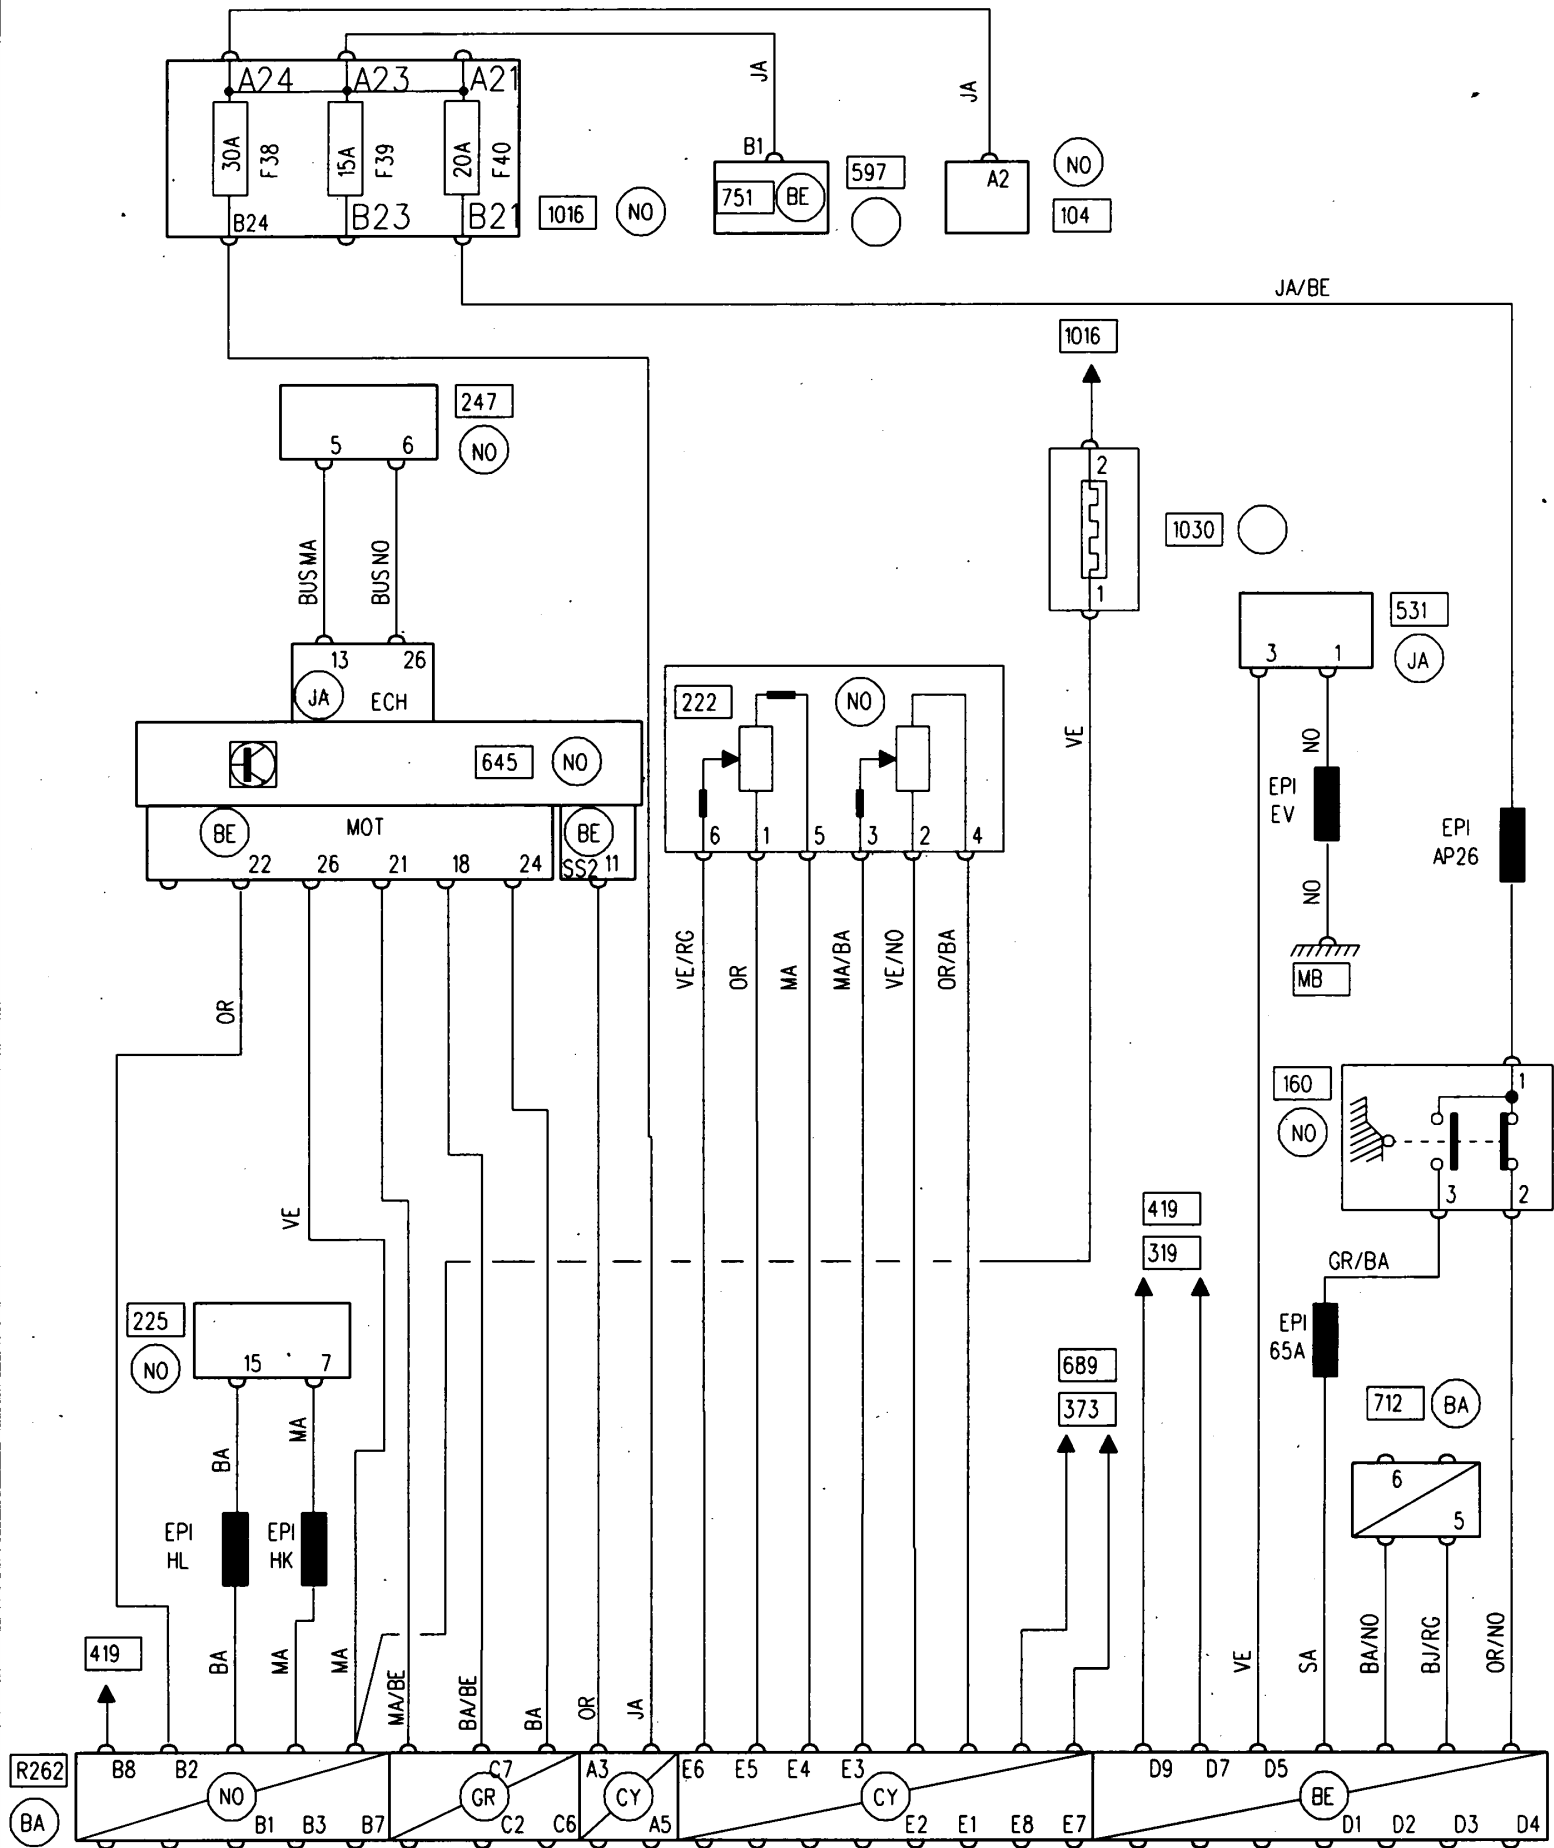 A24 A23 A21
30A F38 15A F39 20A F40
B24 B23 B21
1016 NO
JA
JA
B1
751 BE
597
A2
NO
104
JA/BE
1016
247
NO
5 6
BUSMA BUSNO
13 26
JA ECH
645 NO
BE MOT BE
22 26 21 18 24 SS2 11
2
1
1030
VE
531
JA
3 1
NO
EPI
EV
NO
MB
EPI
AP26
222 NO
6 1 5 3 2 4
VE/RG OR MA MA/BA VE/NO OR/BA
OR
VE
160
NO
1
3 2
GR/BA
EPI
65A
419
319
689
373
712 BA
6
5
225
NO
15 7
BA MA
EPI
HL
EPI
HK
419
BA MA MA MA/BE BA/BE BA OR JA
VE SA BA/NO BJ/RG OR/NO
R262
BA
B8 B2 NO B1 B3 B7
C7 GR C2 C6
A3 CY A5
E6 E5 E4 E3 CY E2 E1 E8 E7
D9 D7 D5 BE D1 D2 D3 D4